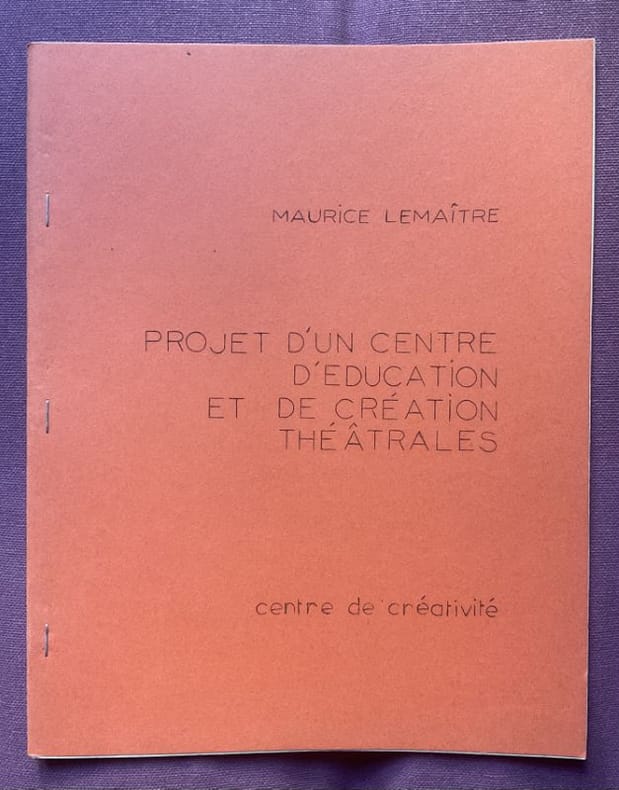 MAURICE LEMAÎTRE
PROJET D'UN CENTRE
D'EDUCATION
ET DE CRÉATION
THÉÂTRALES
centre de créativité